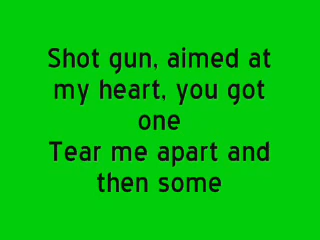 Shot gun, aimed at
my heart, you got
one
Tear me apart and
then some